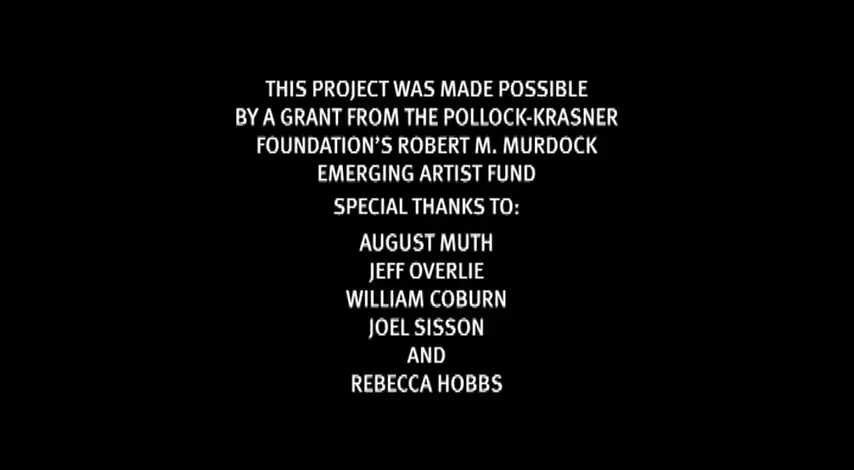 THIS PROJECT WAS MADE POSSIBLE
BY A GRANT FROM THE POLLOCK-KRASNER
FOUNDATION'S ROBERT M. MURDOCK
EMERGING ARTIST FUND
SPECIAL THANKS TO:
AUGUST MUTH
JEFF OVERLIE
WILLIAM COBURN
JOEL SISSON
AND
REBECCA HOBBS